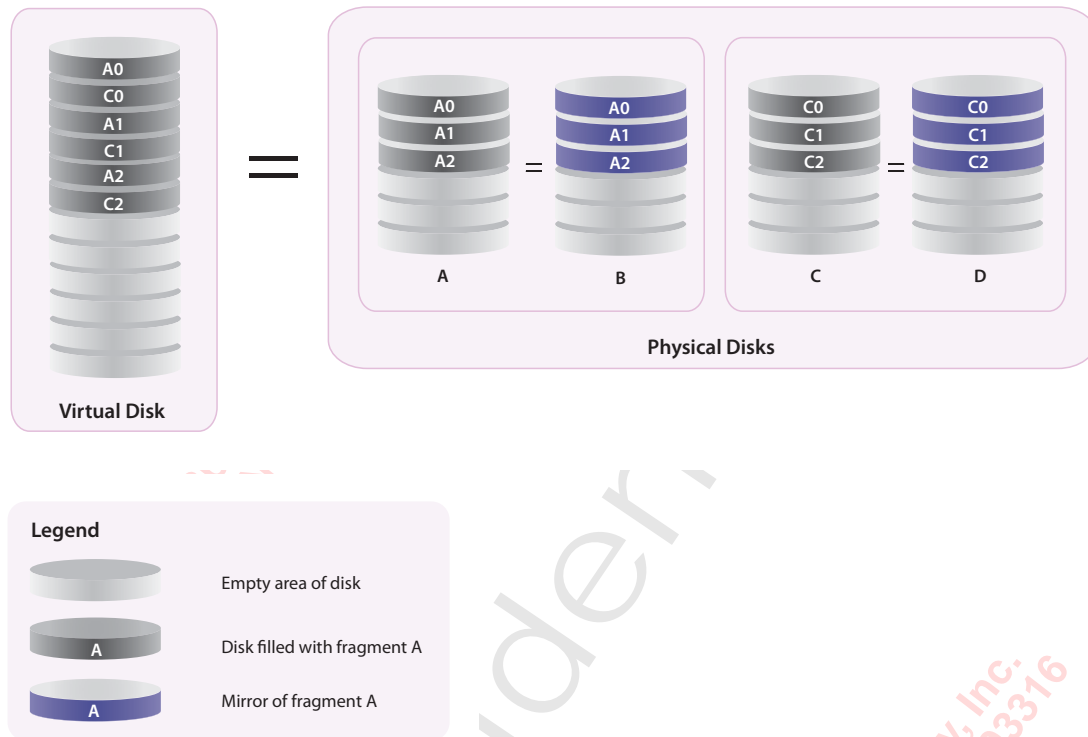 A0
C0
A1
C1
A2
C2
Virtual Disk
A0
A1
A2
A
=
A0
A1
A2
B
C0
C1
C2
C
=
C0
C1
C2
D
Physical Disks
Legend
Empty area of disk
A
Disk filled with fragment A
A
Mirror of fragment A